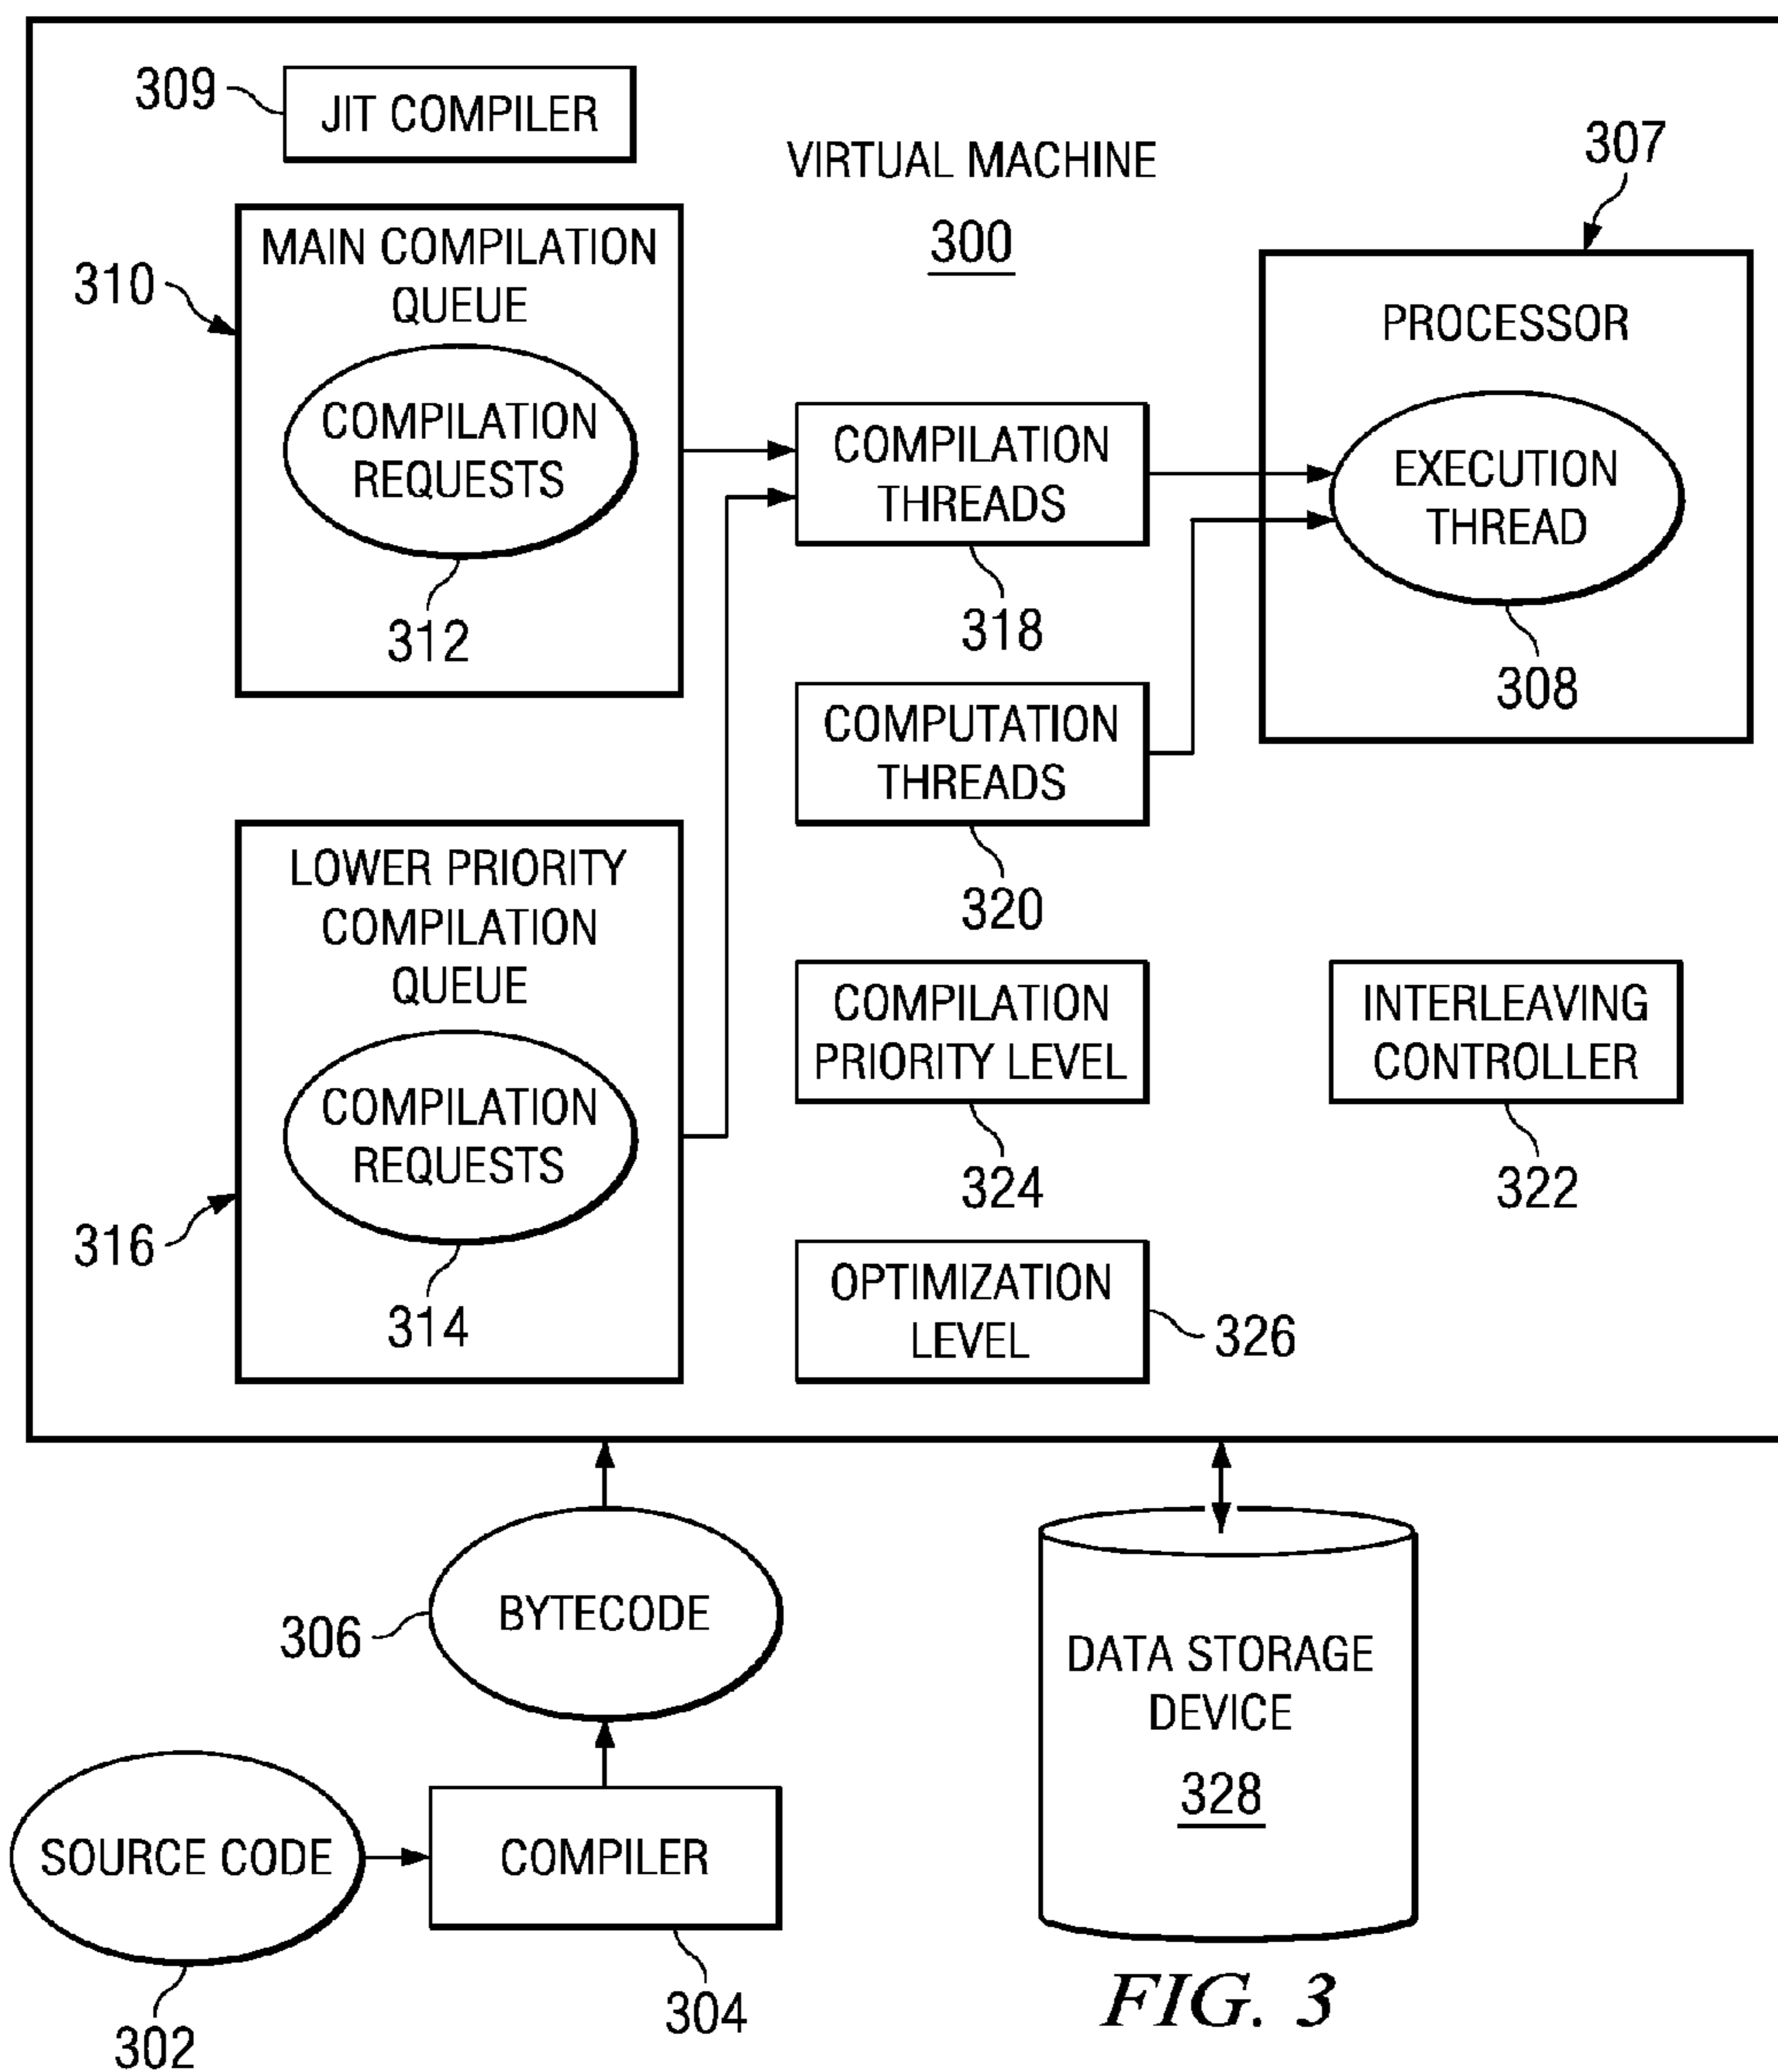 309
JIT COMPILER
VIRTUAL MACHINE
300
307
MAIN COMPILATION
QUEUE
310
COMPILATION
REQUESTS
312
COMPILATION
THREADS
318
PROCESSOR
EXECUTION
THREAD
308
COMPUTATION
THREADS
320
LOWER PRIORITY
COMPILATION
QUEUE
COMPILATION
REQUESTS
316
314
COMPILATION
PRIORITY LEVEL
324
INTERLEAVING
CONTROLLER
322
OPTIMIZATION
LEVEL
326
BYTECODE
306
DATA STORAGE
DEVICE
328
SOURCE CODE
302
COMPILER
304
FIG. 3